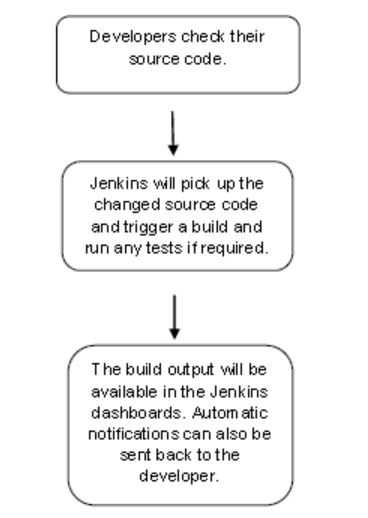 Developers check their
source code.
Jenkins will pick up the
changed source code
and trigger a build and
run any tests if required.
The build output will be
available in the Jenkins
dashboards. Automatic
notifications can also be
sent back to the
developer.